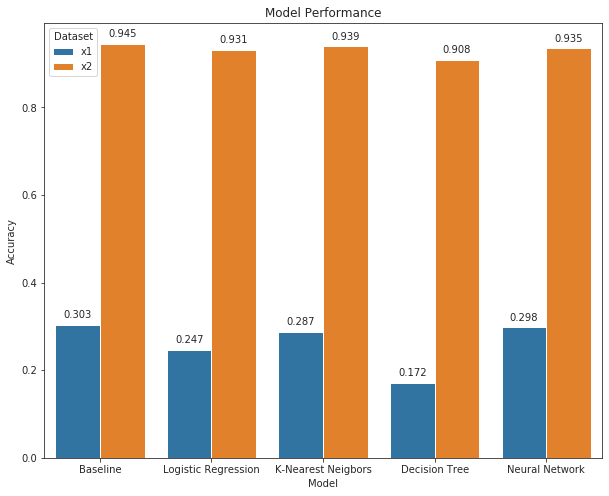 Model Performance
Dataset
x1
x2
0.945
0.931
0.939
0.908
0.935
0.303
0.247
0.287
0.172
0.298
Accuracy
0.8
0.6
0.4
0.2
0.0
Baseline
Logistic Regression
K-Nearest Neigbors
Decision Tree
Neural Network
Model